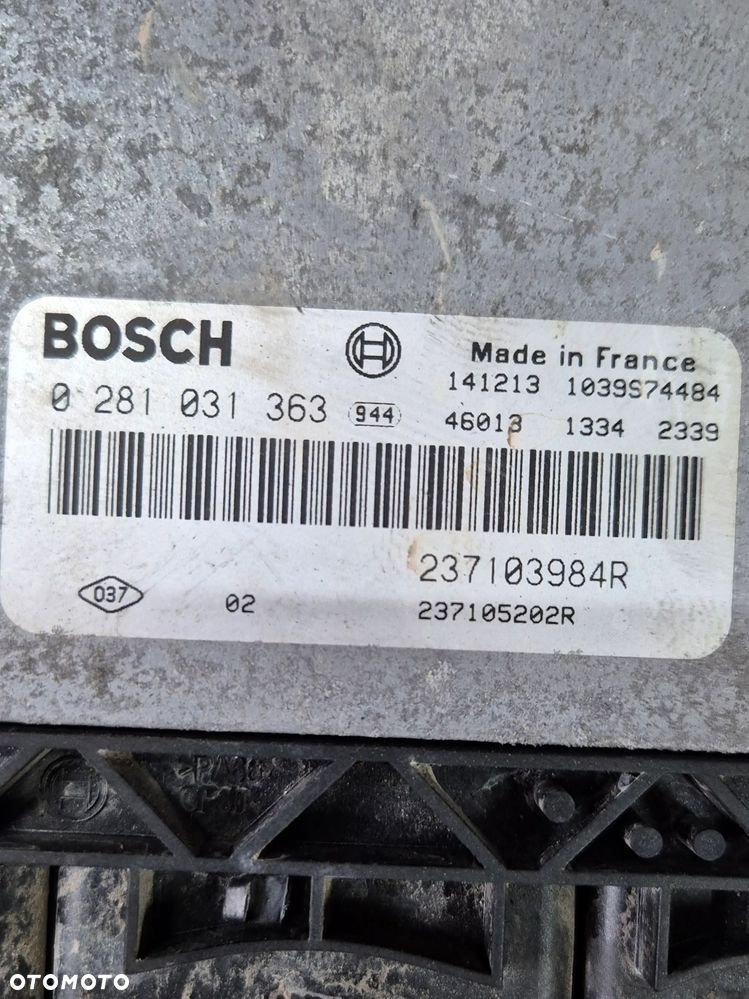 BOSCH
Made in France
141213 1039S74484
0 281 031 363 944
46013 1334 2339
237103984R
037 02 237105202R
OTOMOTO